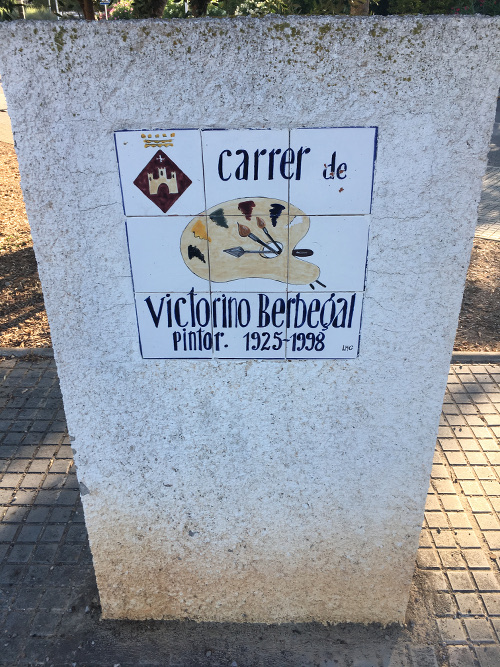 carrer de
Victorino Berbegal
pintor. 1925-1998